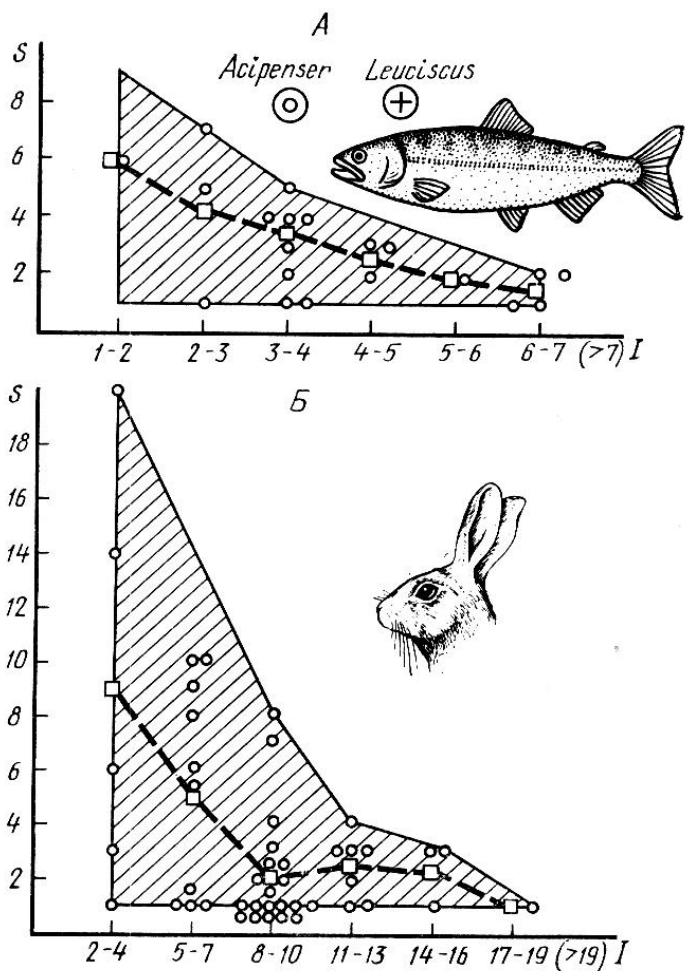 А
S
Acipenser Leuciscus
8
6
4
2
1-2 2-3 3-4 4-5 5-6 6-7 (>7) I
Б
S
18
16
14
12
10
8
6
4
2
2-4 5-7 8-10 11-13 14-16 17-19 (>19) I